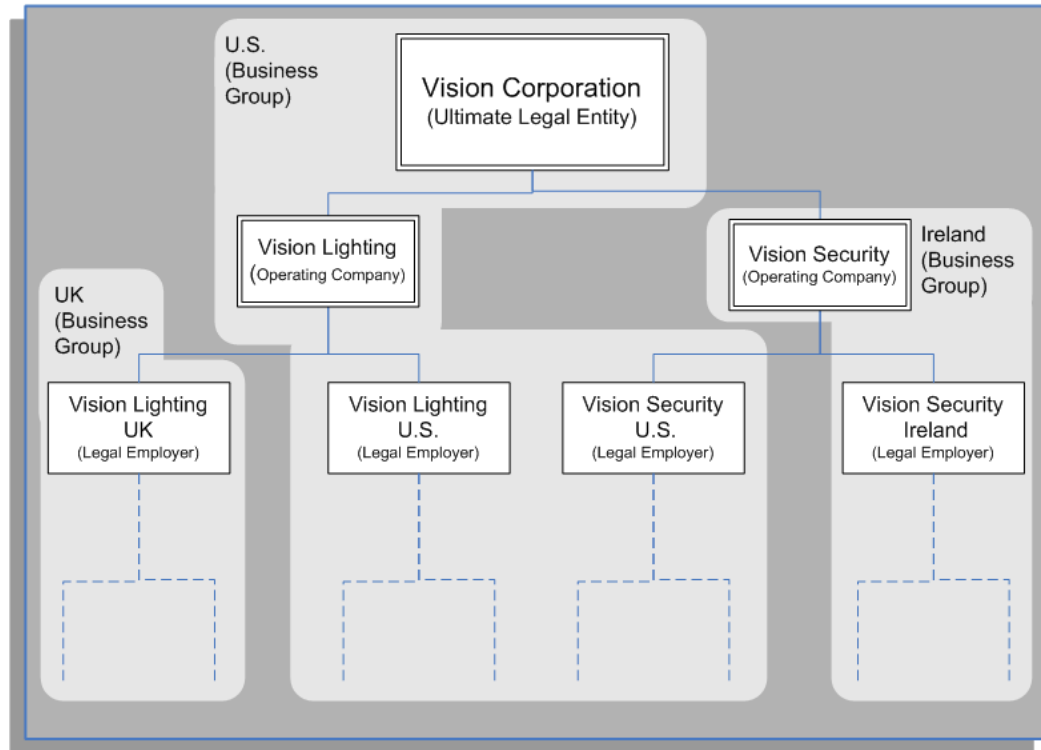 U.S.
(Business
Group)
Vision Corporation
(Ultimate Legal Entity)
Vision Lighting
(Operating Company)
Vision Security
(Operating Company)
Ireland
(Business
Group)
UK
(Business
Group)
Vision Lighting
UK
(Legal Employer)
Vision Lighting
U.S.
(Legal Employer)
Vision Security
U.S.
(Legal Employer)
Vision Security
Ireland
(Legal Employer)